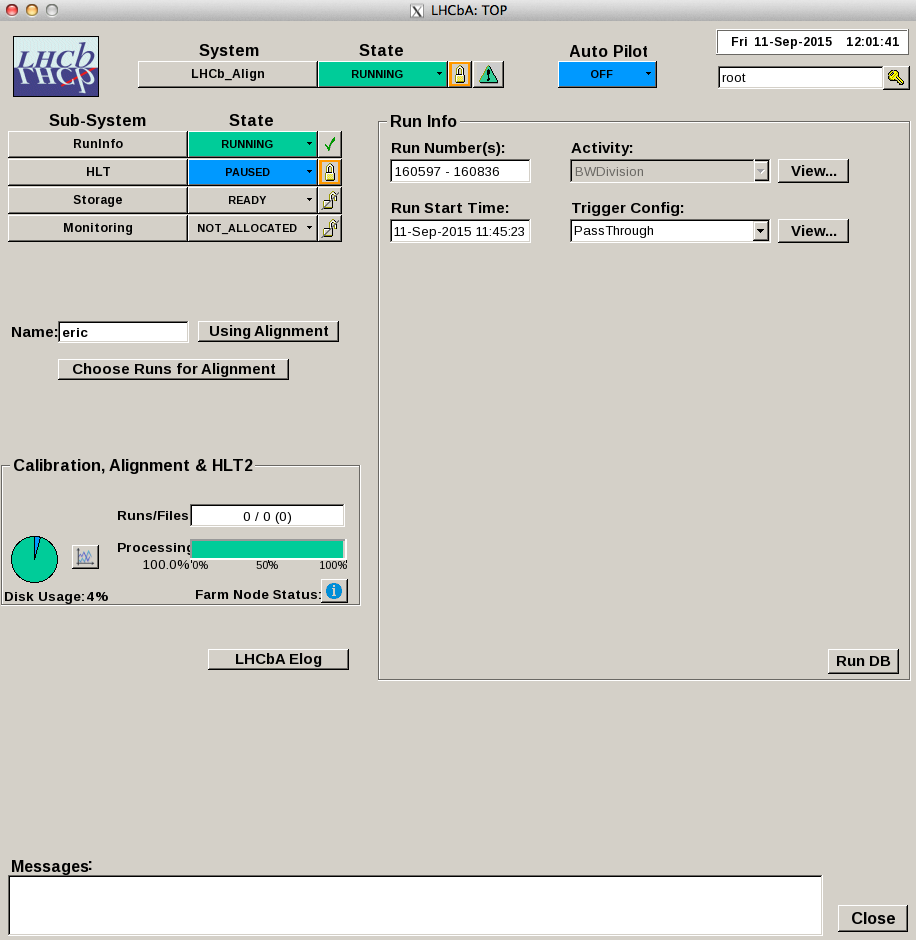 LHCbA: TOP
LHCb
System State Auto Pilot Fri 11-Sep-2015 12:01:41
LHCb_Align RUNNING OFF root
Sub-System State
RunInfo RUNNING
HLT PAUSED
Storage READY
Monitoring NOT_ALLOCATED
Run Info
Run Number(s): Activity:
160597 - 160836 BWDivision View...
Run Start Time: Trigger Config:
11-Sep-2015 11:45:23 PassThrough View...
Name: eric Using Alignment
Choose Runs for Alignment
Calibration, Alignment & HLT2
Runs/Files 0 / 0 (0)
Processing
100.0% 0% 50% 100%
Disk Usage: 4% Farm Node Status: i
LHCbA Elog
Run DB
Messages:
Close